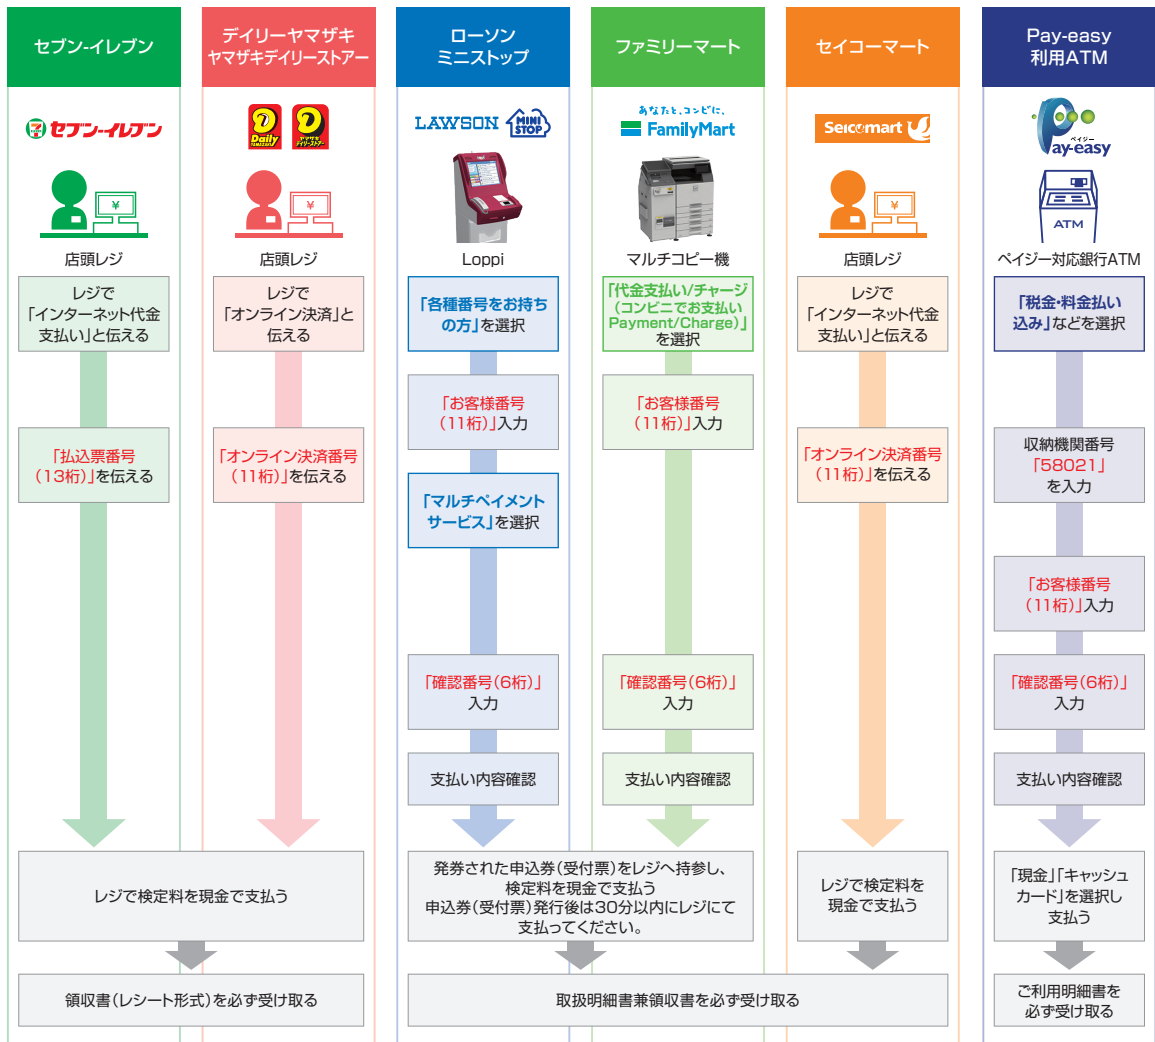 セブン-イレブン
セブン-イレブン
店頭レジ
レジで
「インターネット代金
支払い」と伝える
「払込票番号
(13桁)」を伝える
デイリーヤマザキ
ヤマザキデイリーストアー
Daily
YAMAZAKI
ヤマザキ
デイリーストアー
店頭レジ
レジで
「オンライン決済」と
伝える
「オンライン決済番号
(11桁)」を伝える
レジで検定料を現金で支払う
領収書(レシート形式)を必ず受け取る
ローソン
ミニストップ
LAWSON
MINI
STOP
Loppi
「各種番号をお持ち
の方」を選択
「お客様番号
(11桁)」入力
「マルチペイメント
サービス」を選択
「確認番号(6桁)」
入力
支払い内容確認
ファミリーマート
あなたと、コンビに、
FamilyMart
マルチコピー機
「代金支払い/チャージ
(コンビニでお支払い
Payment/Charge)」
を選択
「お客様番号
(11桁)」入力
「確認番号(6桁)」
入力
支払い内容確認
発券された申込券(受付票)をレジへ持参し、
検定料を現金で支払う
申込券(受付票)発行後は30分以内にレジにて
支払ってください。
セイコーマート
Seicomart
店頭レジ
レジで
「インターネット代金
支払い」と伝える
「オンライン決済番号
(11桁)」を伝える
レジで検定料を
現金で支払う
取扱明細書兼領収書を必ず受け取る
Pay-easy
利用ATM
ペイジー
Pay-easy
ATM
ペイジー対応銀行ATM
「税金・料金払い
込み」などを選択
収納機関番号
「58021」
を入力
「お客様番号
(11桁)」入力
「確認番号(6桁)」
入力
支払い内容確認
「現金」「キャッシュ
カード」を選択し
支払う
ご利用明細書を
必ず受け取る